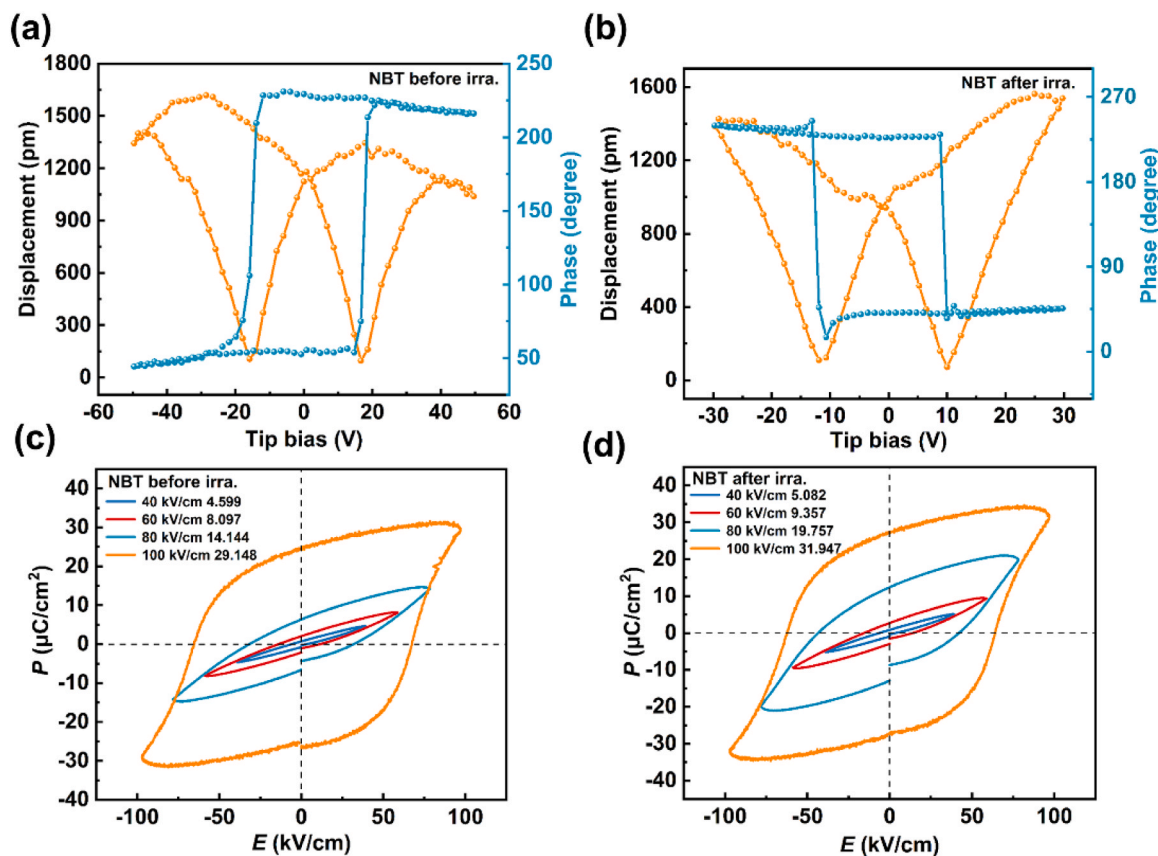 (a)
NBT before irra.
Displacement (pm)
1800
1500
1200
900
600
300
0
-60 -40 -20 0 20 40 60
Tip bias (V)
250
200
150
100
50
Phase (degree)
(b)
NBT after irra.
Displacement (pm)
1600
1400
1200
1000
800
600
400
200
0
-30 -20 -10 0 10 20 30
Tip bias (V)
270
180
90
0
Phase (degree)
(c)
NBT before irra.
40 kV/cm 4.599
60 kV/cm 8.097
80 kV/cm 14.144
100 kV/cm 29.148
P (μC/cm²)
40
30
20
10
0
-10
-20
-30
-40
-100 -50 0 50 100
E (kV/cm)
(d)
NBT after irra.
40 kV/cm 5.082
60 kV/cm 9.357
80 kV/cm 19.757
100 kV/cm 31.947
P (μC/cm²)
40
30
20
10
0
-10
-20
-30
-40
-100 -50 0 50 100
E (kV/cm)